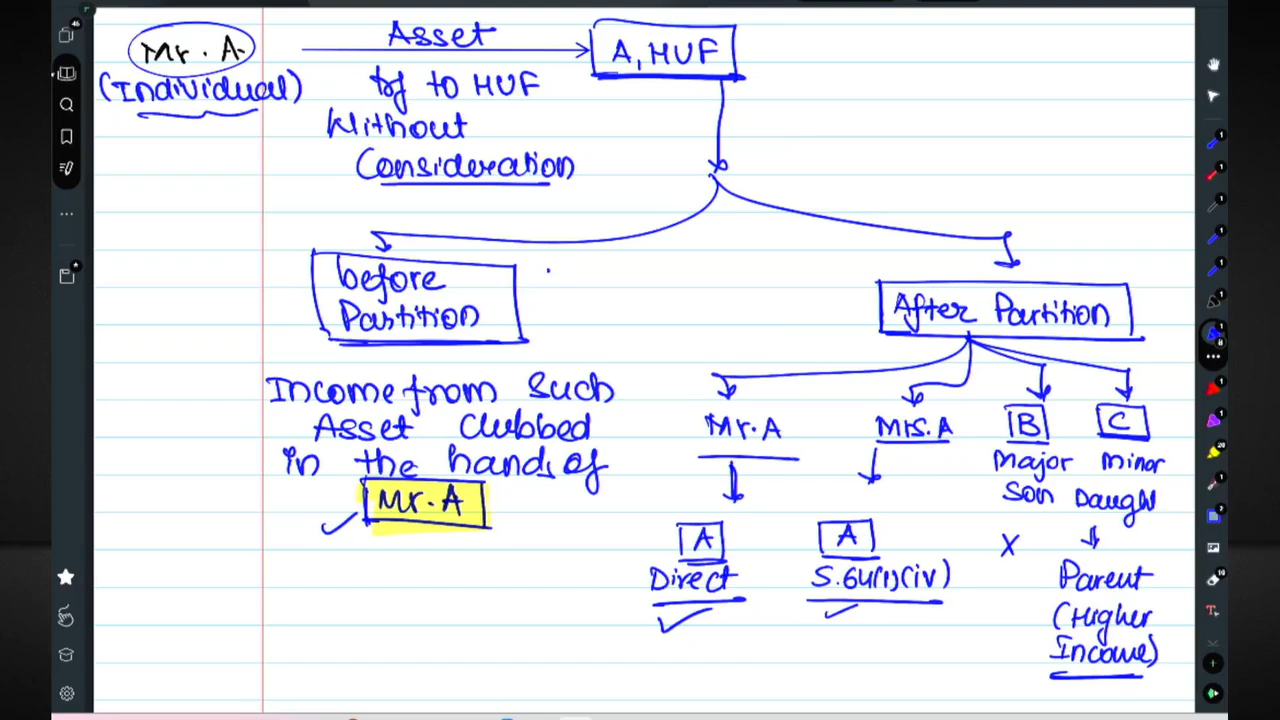 Mr. A
(Individual)
Asset
trf to HUF
Without
Consideration
A, HUF
before
Partition
Income from Such
Asset Clubbed
in the hands of
Mr. A
After Partition
Mr. A
A
Direct
Mrs. A
A
S.64(1)(iv)
B
Major
Son
X
C
Minor
Daught
Parent
(Higher
Income)